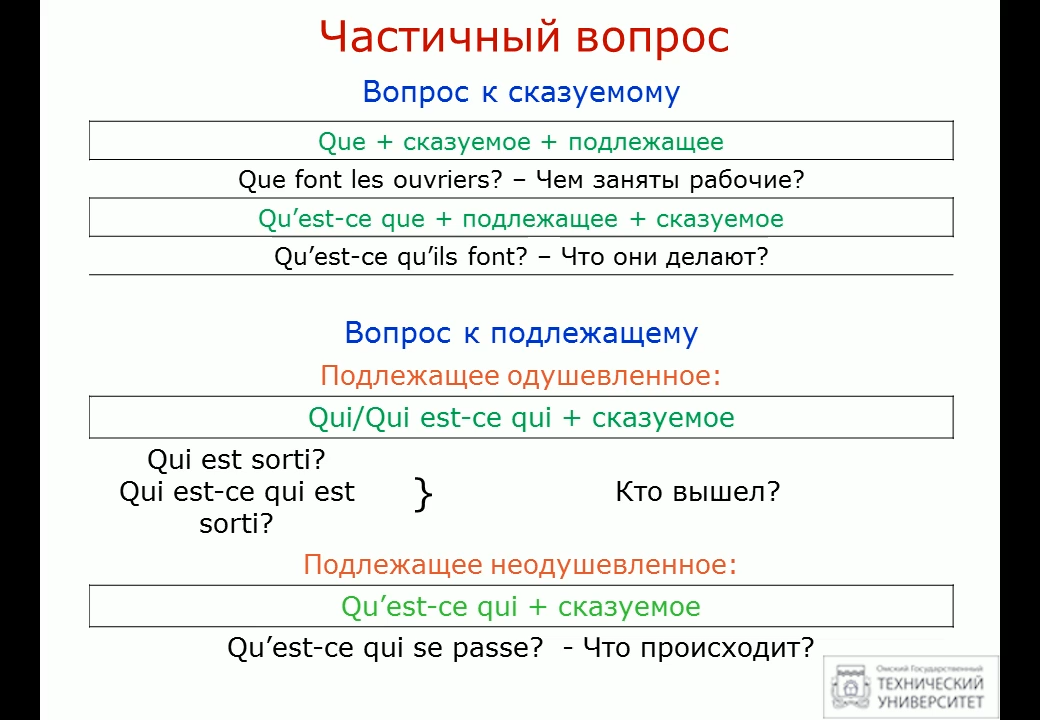 Частичный вопрос
Вопрос к сказуемому
Que + сказуемое + подлежащее
Que font les ouvriers? – Чем заняты рабочие?
Qu’est-ce que + подлежащее + сказуемое
Qu’est-ce qu’ils font? – Что они делают?
Вопрос к подлежащему
Подлежащее одушевленное:
Qui/Qui est-ce qui + сказуемое
Qui est sorti?
Qui est-ce qui est
sorti?
}
Кто вышел?
Подлежащее неодушевленное:
Qu’est-ce qui + сказуемое
Qu’est-ce qui se passe?  - Что происходит?
Омский Государственный
ТЕХНИЧЕСКИЙ
УНИВЕРСИТЕТ